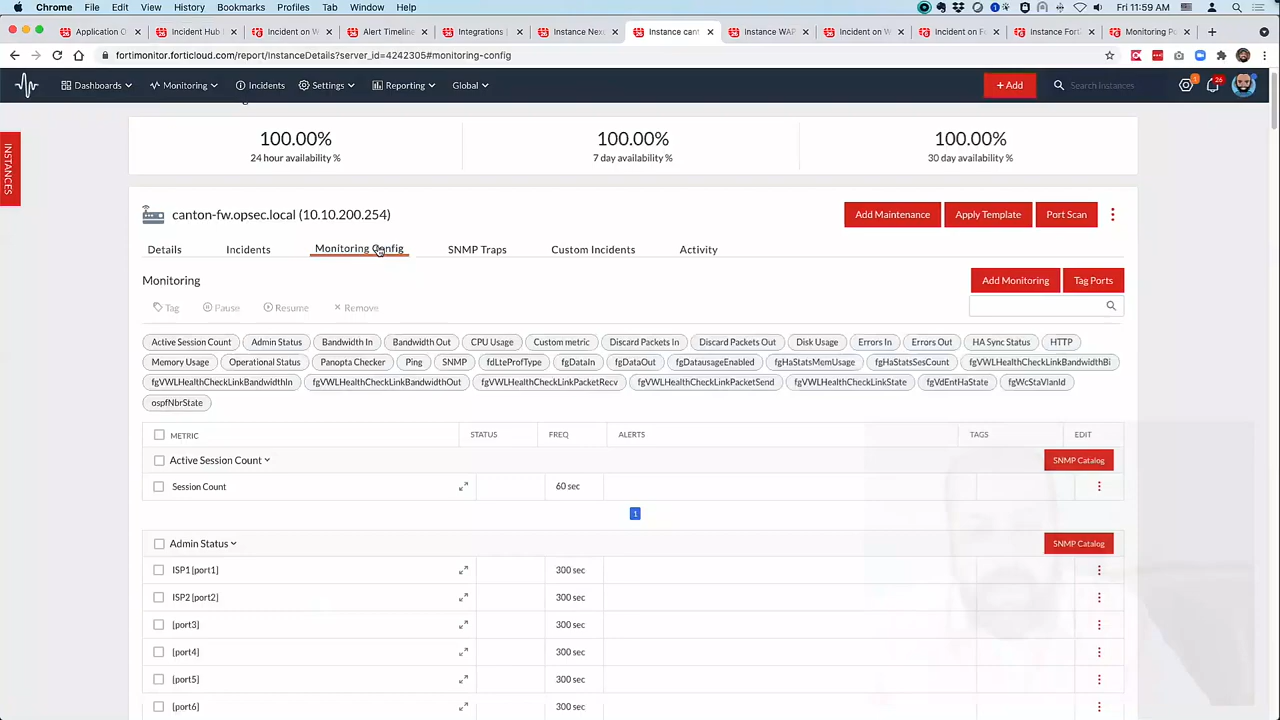 Chrome File Edit View History Bookmarks Profiles Tab Window Help Fri 11:59 AM
Application O Incident Hub Incident on W Alert Timeline Integrations | Instance Nexu Instance cant Instance WAP Incident on W Incident on F Instance Fort Monitoring Po
fortimonitor.forticloud.com/report/InstanceDetails?server_id=4242305#monitoring-config
Dashboards Monitoring Incidents Settings Reporting Global + Add Search Instances 1 26
INSTANCES
100.00% 100.00% 100.00%
24 hour availability % 7 day availability % 30 day availability %
canton-fw.opsec.local (10.10.200.254) Add Maintenance Apply Template Port Scan
Details Incidents Monitoring Config SNMP Traps Custom Incidents Activity
Monitoring Add Monitoring Tag Ports
Tag Pause Resume Remove
Active Session Count Admin Status Bandwidth In Bandwidth Out CPU Usage Custom metric Discard Packets In Discard Packets Out Disk Usage Errors In Errors Out HA Sync Status HTTP
Memory Usage Operational Status Panopta Checker Ping SNMP fdLteProfType fgDataIn fgDataOut fgDatausageEnabled fgHaStatsMemUsage fgHaStatsSesCount fgVWLHealthCheckLinkBandwidthBi
fgVWLHealthCheckLinkBandwidthIn fgVWLHealthCheckLinkBandwidthOut fgVWLHealthCheckLinkPacketRecv fgVWLHealthCheckLinkPacketSend fgVWLHealthCheckLinkState fgVdEntHaState fgWcStaVlanId
ospfNbrState
METRIC STATUS FREQ ALERTS TAGS EDIT
Active Session Count SNMP Catalog
Session Count 60 sec
1
Admin Status SNMP Catalog
ISP1 [port1] 300 sec
ISP2 [port2] 300 sec
[port3] 300 sec
[port4] 300 sec
[port5] 300 sec
[port6] 300 sec